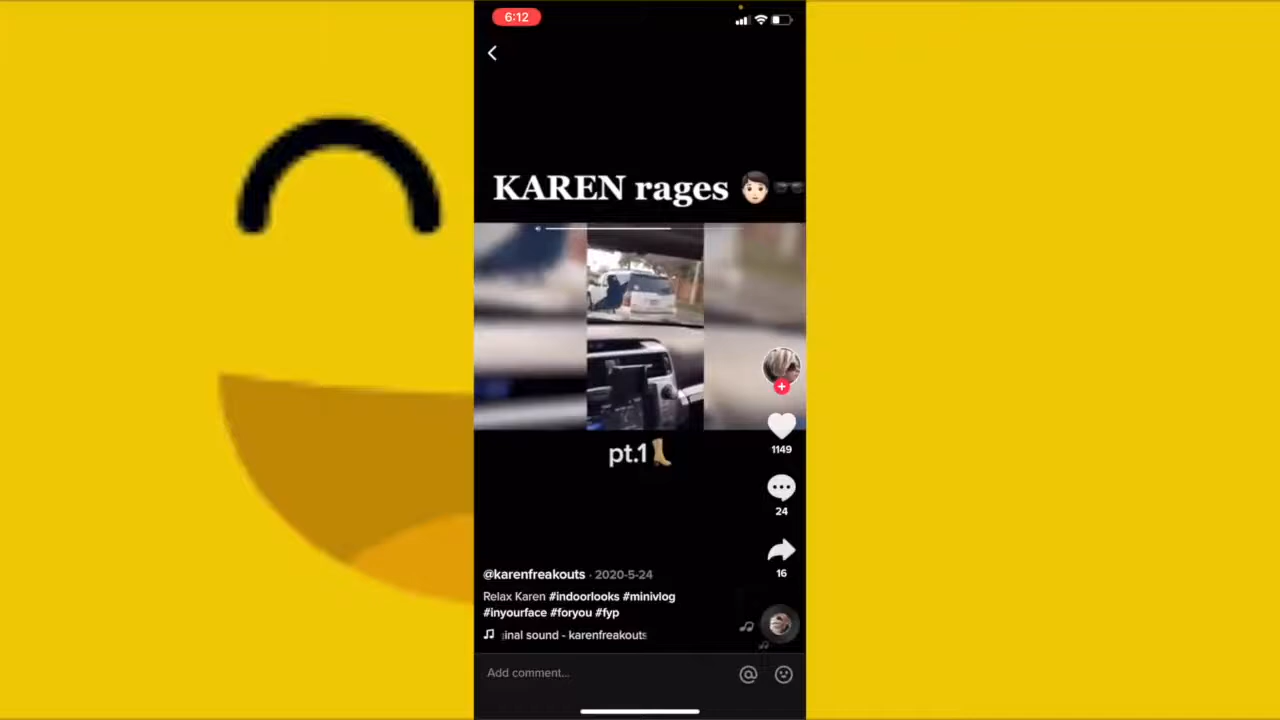 6:12
KAREN rages
pt.1
1149
24
16
@karenfreakouts · 2020-5-24
Relax Karen #indoorlooks #minivlog
#inyourface #foryou #fyp
inal sound - karenfreakouts
Add comment...